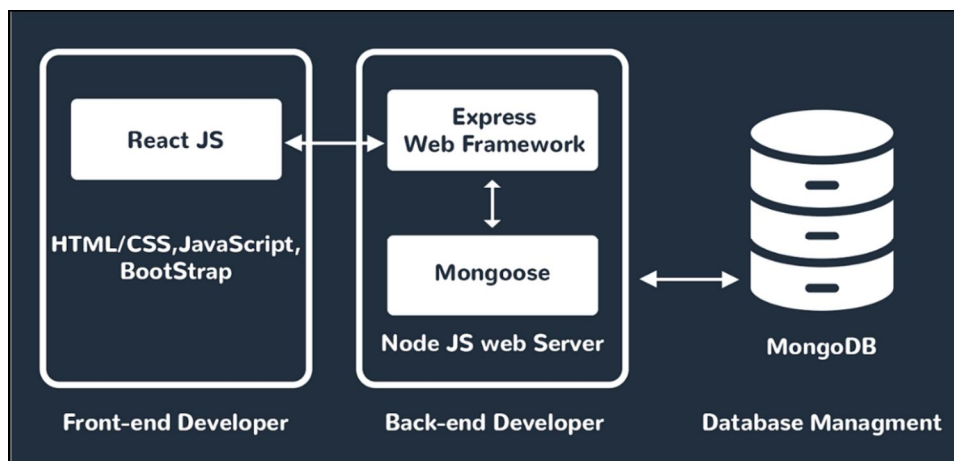 React JS
HTML/CSS,JavaScript,
BootStrap
Front-end Developer
Express
Web Framework
Mongoose
Node JS web Server
Back-end Developer
MongoDB
Database Managment